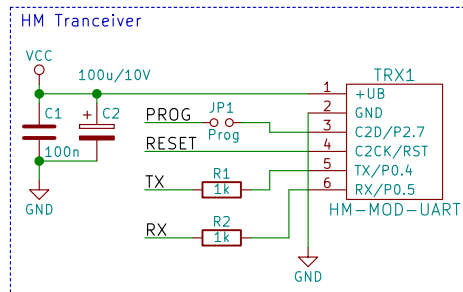 HM Tranceiver
VCC
100u/10V
C1
C2
100n
GND
PROG
JP1
Prog
RESET
TX
R1
1k
RX
R2
1k
GND
TRX1
1 +UB
2 GND
3 C2D/P2.7
4 C2CK/RST
5 TX/P0.4
6 RX/P0.5
HM-MOD-UART